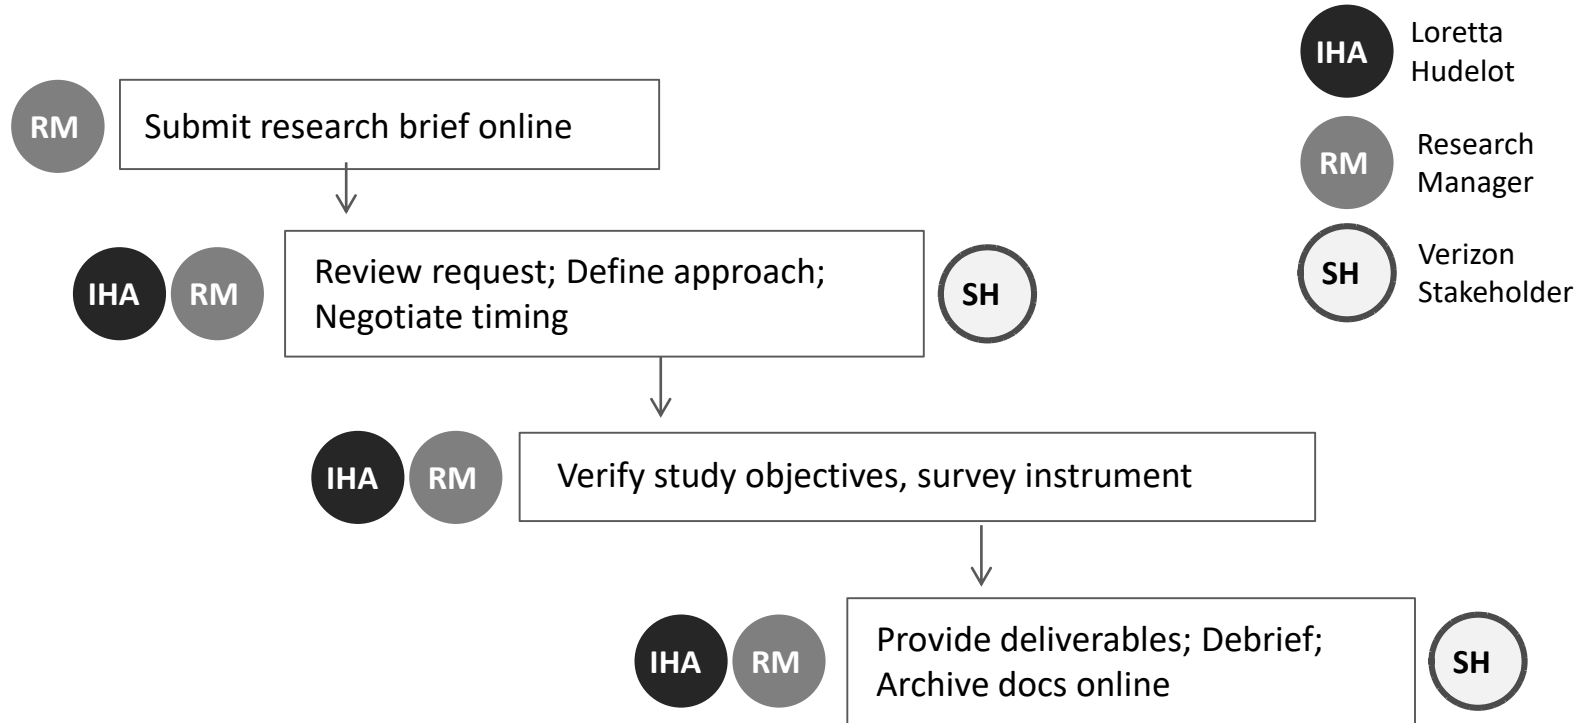 IHA
Loretta
Hudelot
RM
Submit research brief online
RM
Research
Manager
IHA
RM
Review request; Define approach;
Negotiate timing
SH
SH
Verizon
Stakeholder
IHA
RM
Verify study objectives, survey instrument
IHA
RM
Provide deliverables; Debrief;
Archive docs online
SH